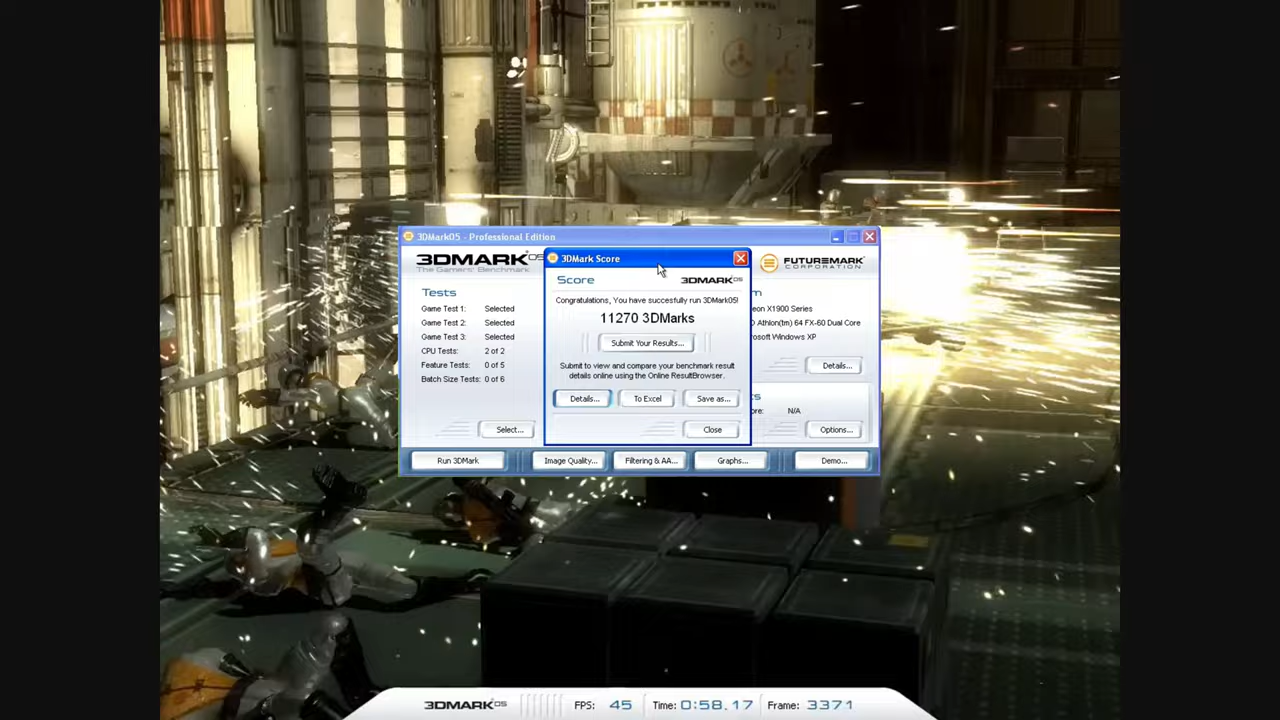 3DMark05 - Professional Edition
3DMARK05
The Gamers' Benchmark
FUTUREMARK
CORPORATION
Tests
Game Test 1: Selected
Game Test 2: Selected
Game Test 3: Selected
CPU Tests: 2 of 2
Feature Tests: 0 of 5
Batch Size Tests: 0 of 6
Select...
3DMark Score
Score
3DMARK05
Congratulations, You have succesfully run 3DMark05!
11270 3DMarks
Submit Your Results...
Submit to view and compare your benchmark result
details online using the Online ResultBrowser.
Details...
To Excel
Save as...
Close
m
eon X1900 Series
D Athlon(tm) 64 FX-60 Dual Core
rosoft Windows XP
Details...
ts
ore: N/A
Options...
Run 3DMark
Image Quality...
Filtering & AA...
Graphs...
Demo...
3DMARK05 FPS: 45 Time: 0:58.17 Frame: 3371